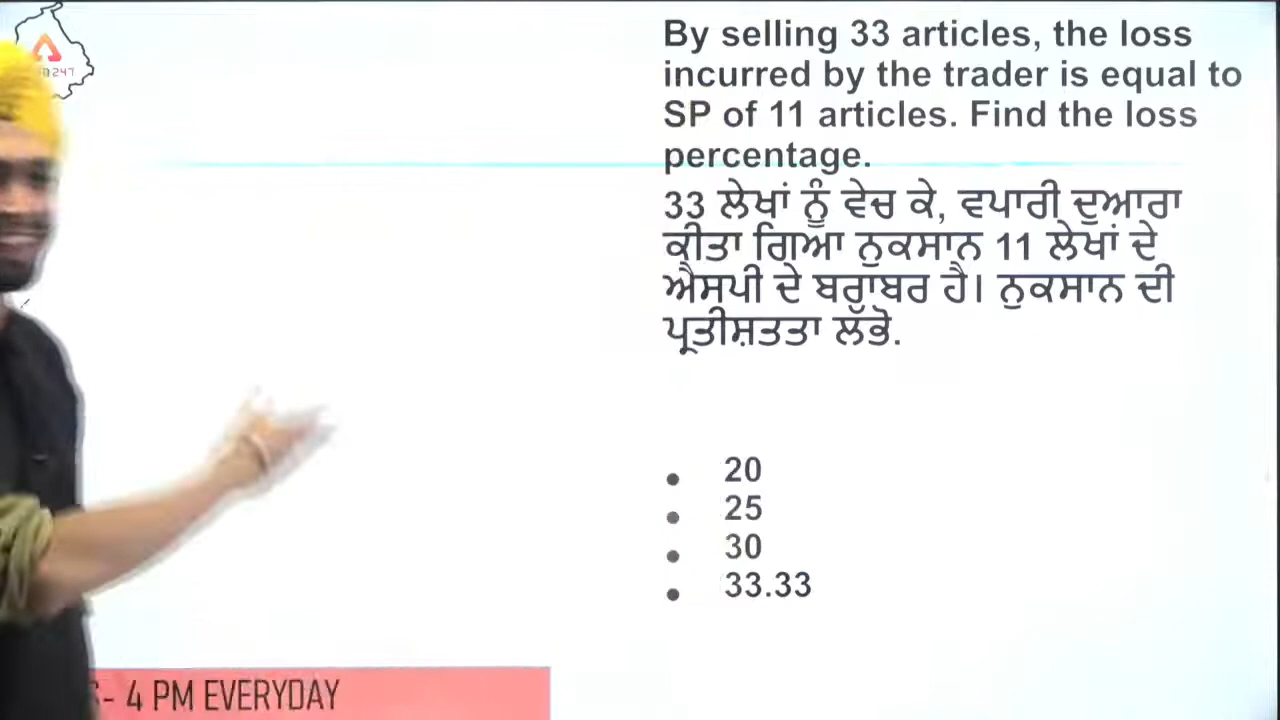 By selling 33 articles, the loss
incurred by the trader is equal to
SP of 11 articles. Find the loss
percentage.
33 ਲੇਖਾਂ ਨੂੰ ਵੇਚ ਕੇ, ਵਪਾਰੀ ਦੁਆਰਾ
ਕੀਤਾ ਗਿਆ ਨੁਕਸਾਨ 11 ਲੇਖਾਂ ਦੇ
ਐਸਪੀ ਦੇ ਬਰਾਬਰ ਹੈ। ਨੁਕਸਾਨ ਦੀ
ਪ੍ਰਤੀਸ਼ਤਤਾ ਲੱਭੋ.
• 20
• 25
• 30
• 33.33
- 4 PM EVERYDAY